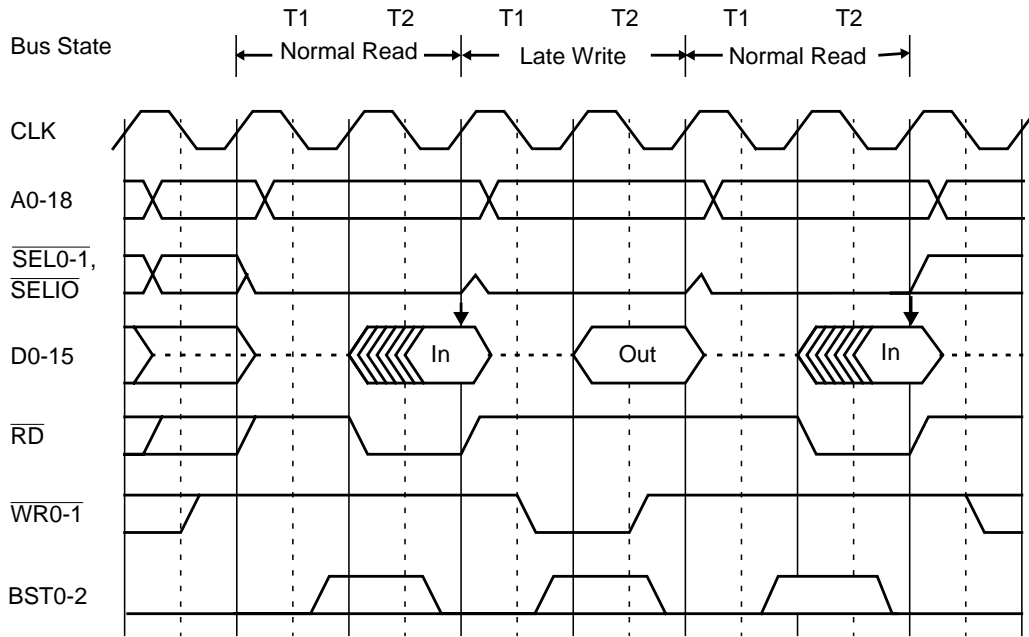 T1 T2 T1 T2 T1 T2
Bus State Normal Read Late Write Normal Read
CLK
A0-18
SEL0-1,
SELIO
D0-15 In Out In
RD
WR0-1
BST0-2